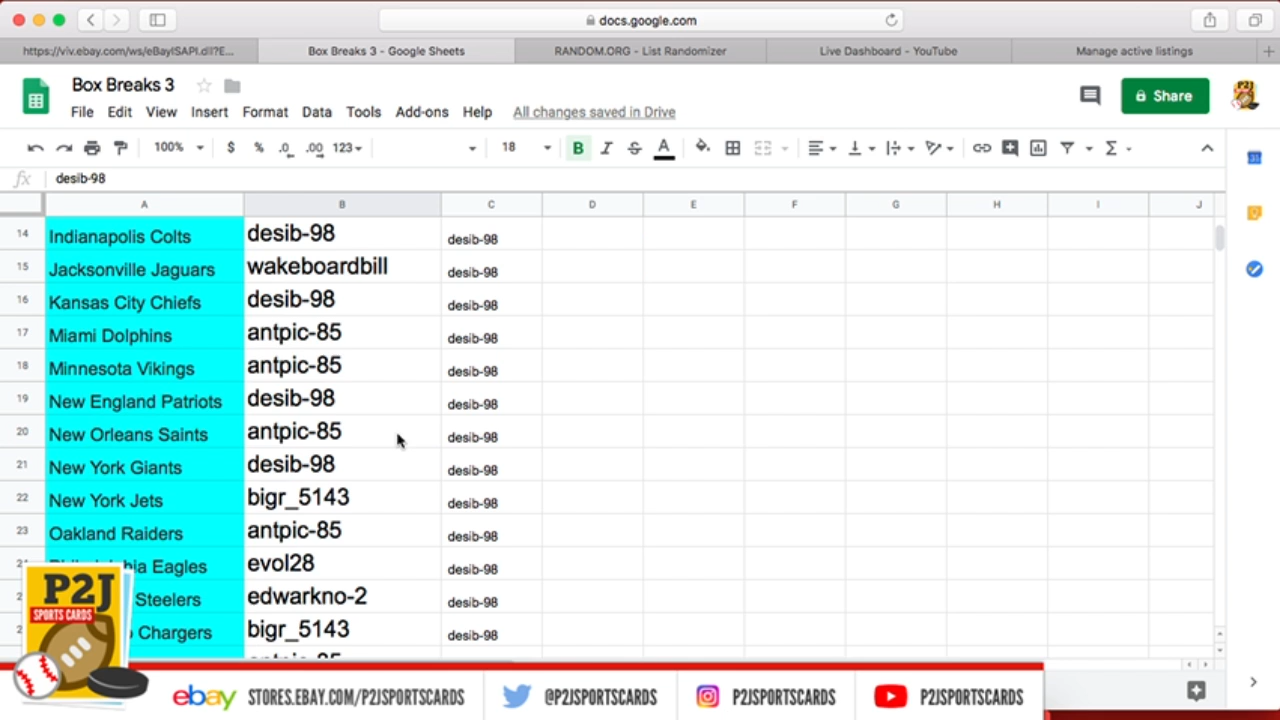 docs.google.com
https://viv.ebay.com/ws/eBayISAPI.dll?E...
Box Breaks 3 - Google Sheets
RANDOM.ORG - List Randomizer
Live Dashboard - YouTube
Manage active listings
Box Breaks 3
File Edit View Insert Format Data Tools Add-ons Help All changes saved in Drive
Share
100% $ % .0 .00 123 18 B I S A
fx desib-98
A B C D E F G H I J
14 Indianapolis Colts desib-98 desib-98
15 Jacksonville Jaguars wakeboardbill desib-98
16 Kansas City Chiefs desib-98 desib-98
17 Miami Dolphins antpic-85 desib-98
18 Minnesota Vikings antpic-85 desib-98
19 New England Patriots desib-98 desib-98
20 New Orleans Saints antpic-85 desib-98
21 New York Giants desib-98 desib-98
22 New York Jets bigr_5143 desib-98
23 Oakland Raiders antpic-85 desib-98
Eagles evol28 desib-98
Steelers edwarkno-2 desib-98
Chargers bigr_5143 desib-98
P2J
SPORTS CARDS
ebay STORES.EBAY.COM/P2JSPORTSCARDS
@P2JSPORTSCARDS
P2JSPORTSCARDS
P2JSPORTSCARDS